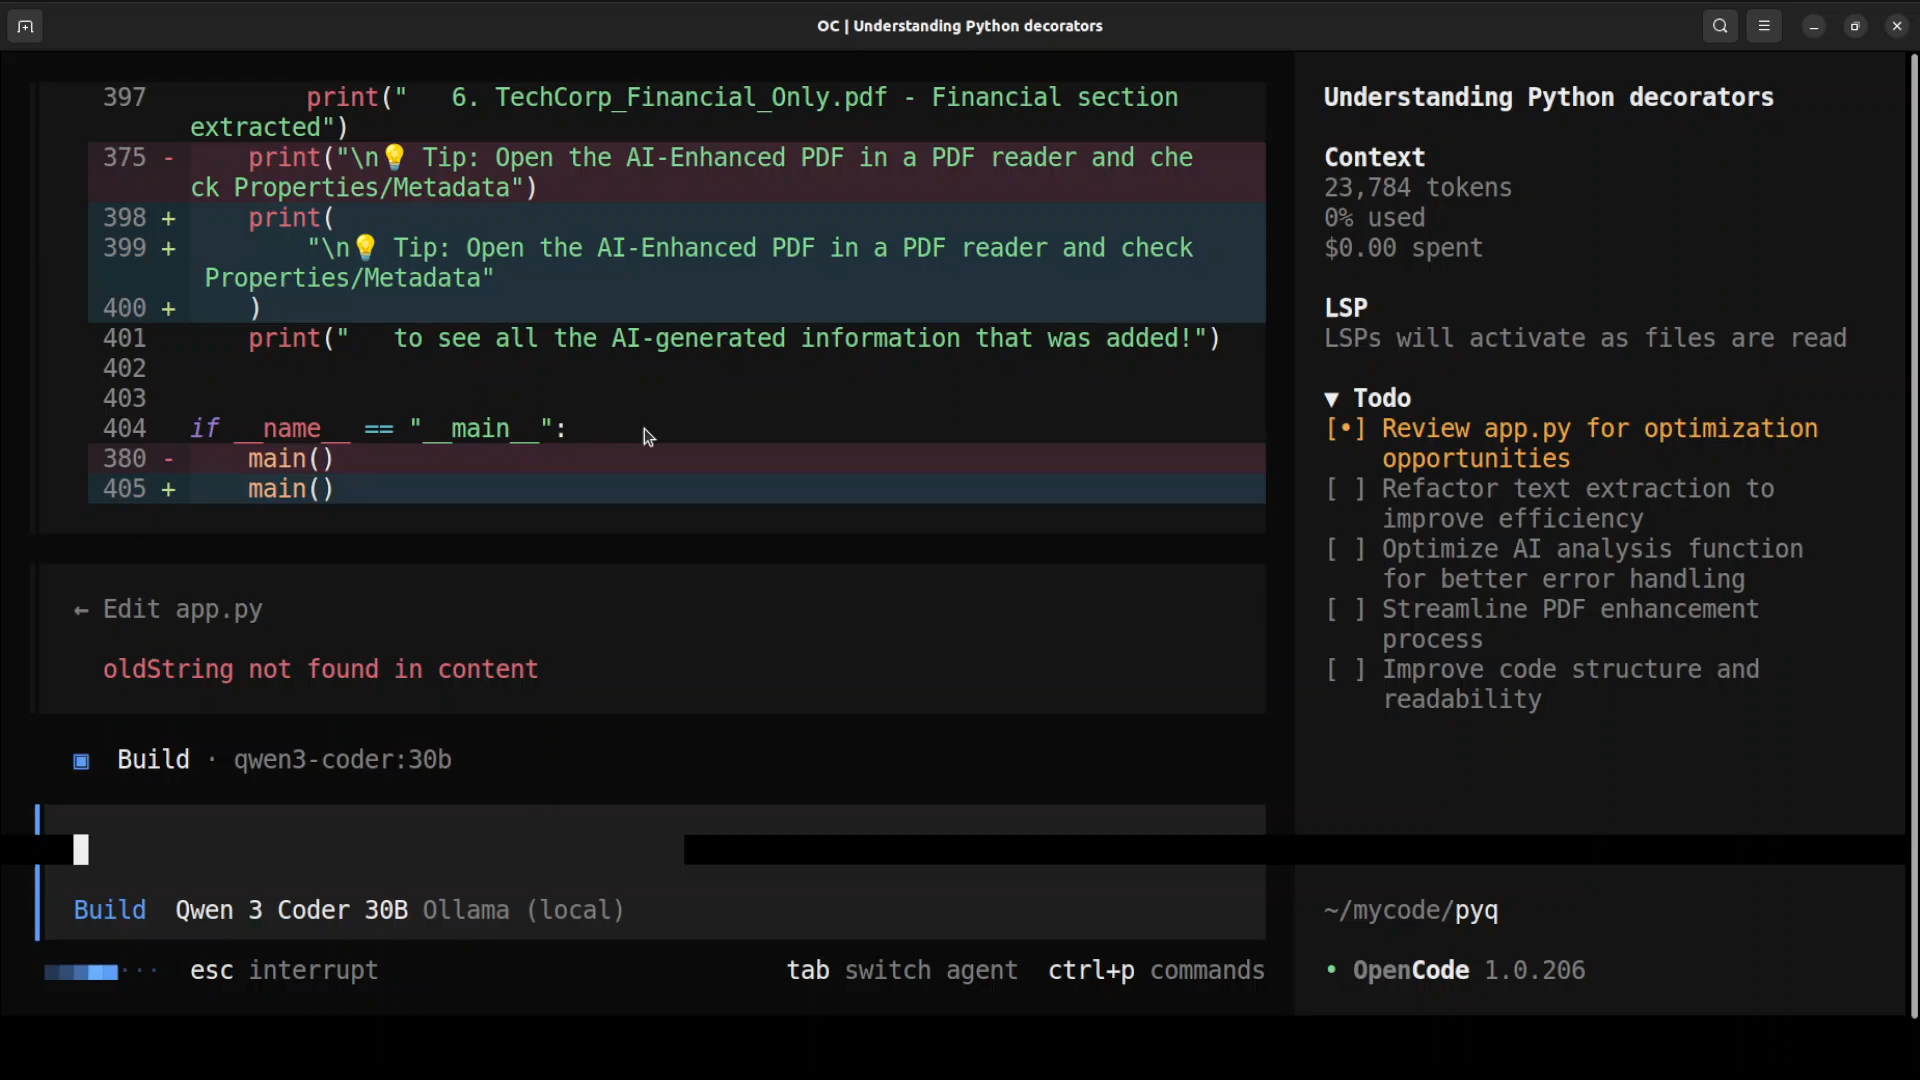 OC | Understanding Python decorators
397 print(" 6. TechCorp_Financial_Only.pdf - Financial section
extracted")
375 - print("\n💡 Tip: Open the AI-Enhanced PDF in a PDF reader and che
ck Properties/Metadata")
398 + print(
399 + "\n💡 Tip: Open the AI-Enhanced PDF in a PDF reader and check
Properties/Metadata"
400 + )
401 print(" to see all the AI-generated information that was added!")
402
403
404 if __name__ == "__main__":
380 - main()
405 + main()
← Edit app.py
oldString not found in content
▣ Build · qwen3-coder:30b
Build Qwen 3 Coder 30B Ollama (local)
esc interrupt
tab switch agent ctrl+p commands
Understanding Python decorators
Context
23,784 tokens
0% used
$0.00 spent
LSP
LSPs will activate as files are read
▼ Todo
[•] Review app.py for optimization
opportunities
[ ] Refactor text extraction to
improve efficiency
[ ] Optimize AI analysis function
for better error handling
[ ] Streamline PDF enhancement
process
[ ] Improve code structure and
readability
~/mycode/pyq
• OpenCode 1.0.206